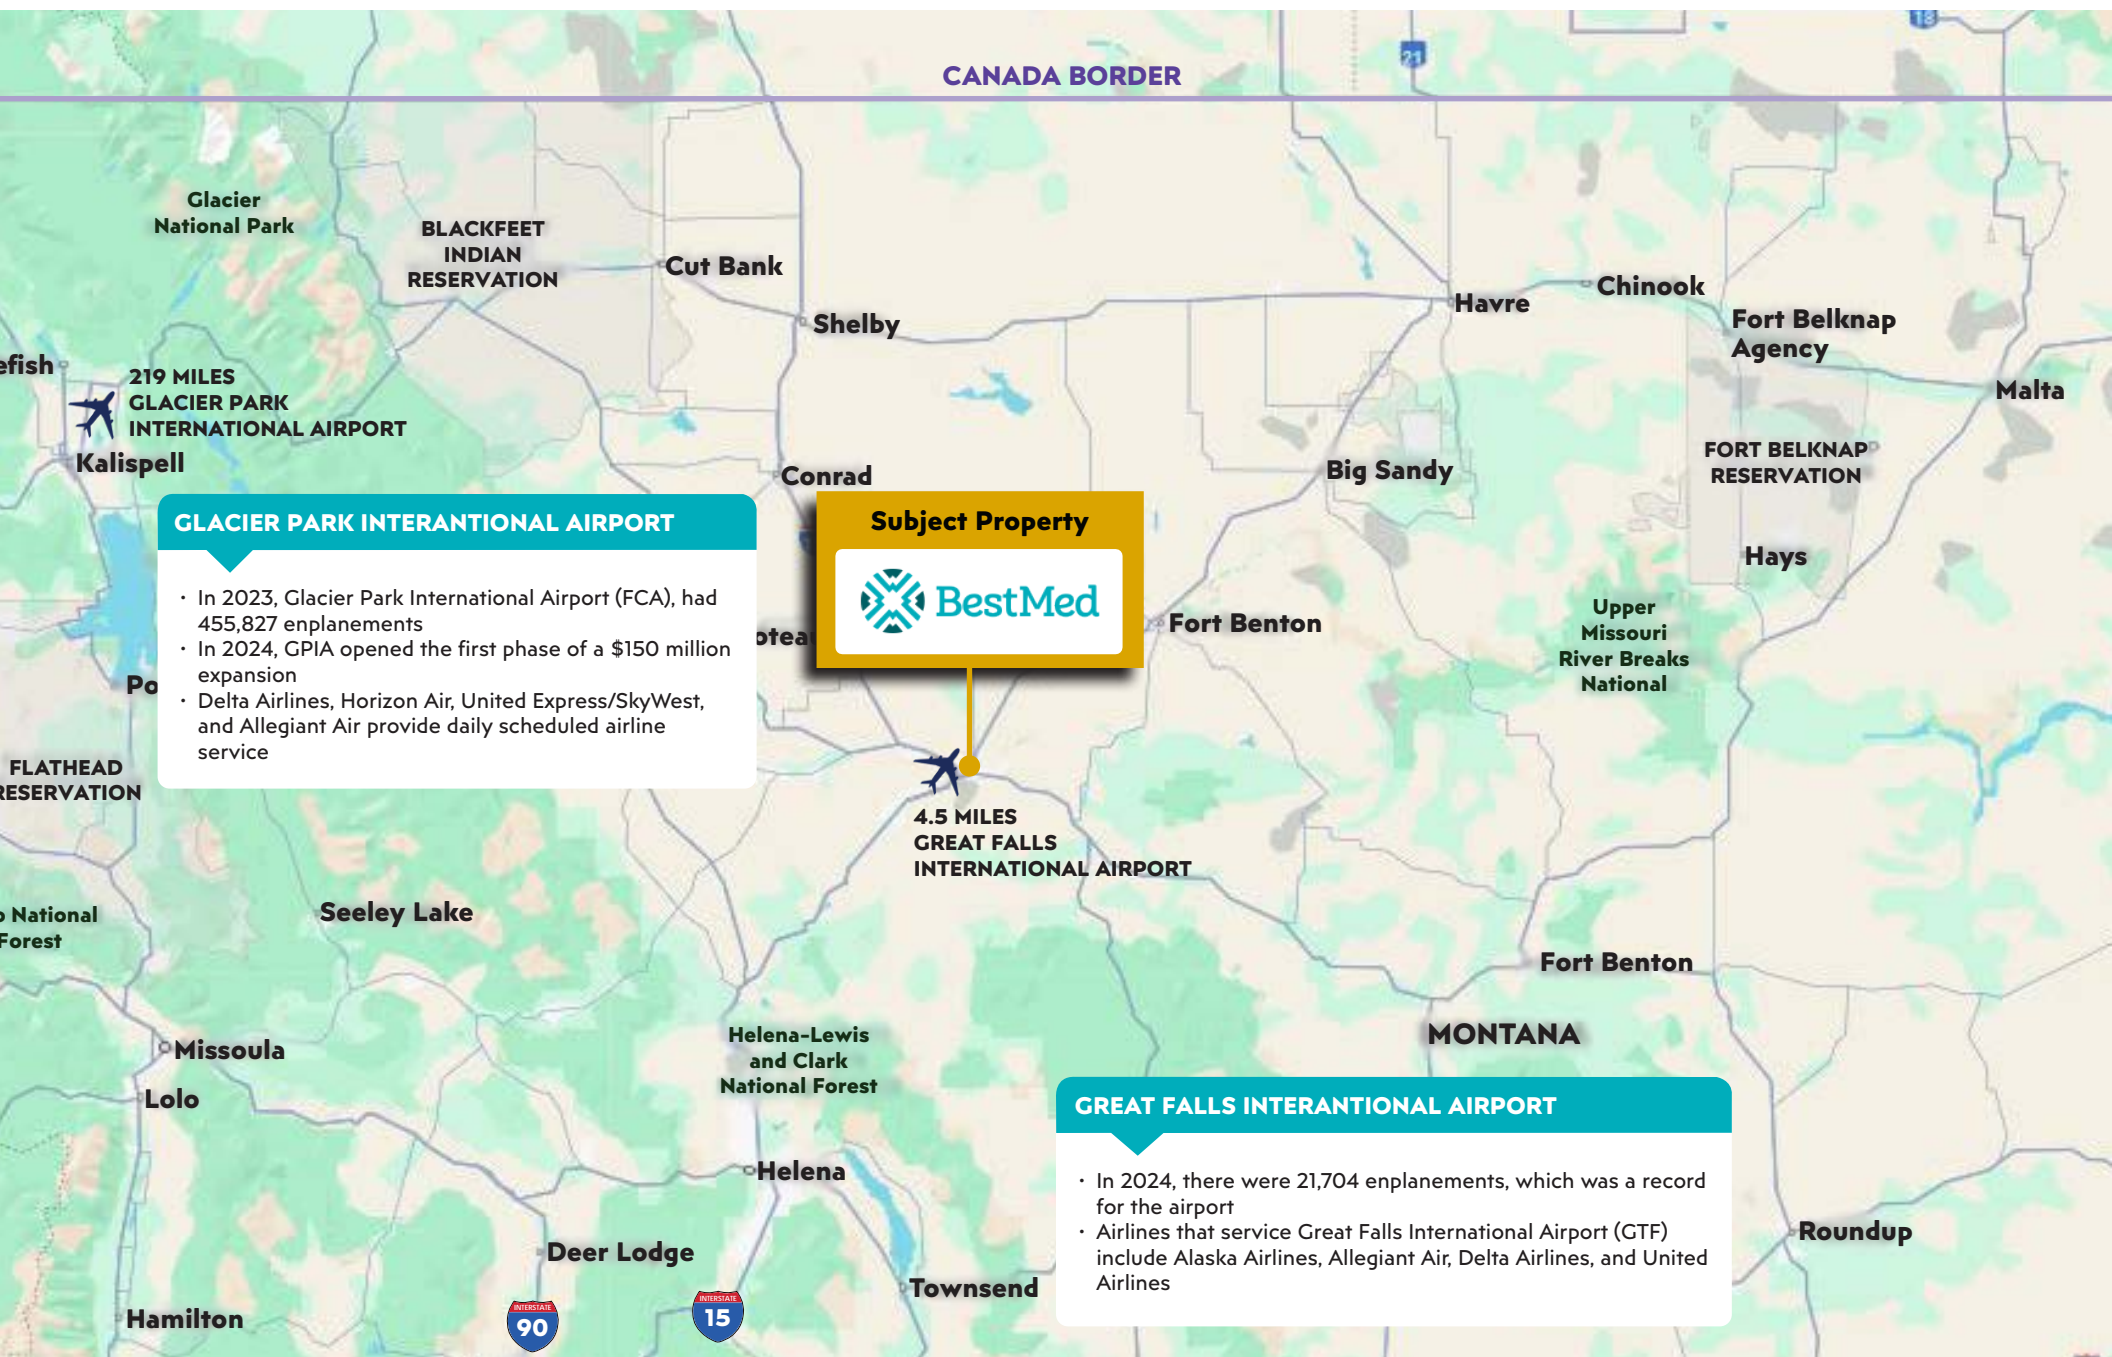 18
21
CANADA BORDER
Glacier
National Park
BLACKFEET
INDIAN
RESERVATION
Cut Bank
Shelby
Havre
Chinook
Fort Belknap
Agency
Malta
efish
219 MILES
GLACIER PARK
INTERNATIONAL AIRPORT
Kalispell
Conrad
Big Sandy
FORT BELKNAP
RESERVATION
Hays
GLACIER PARK INTERANTIONAL AIRPORT
• In 2023, Glacier Park International Airport (FCA), had
455,827 enplanements
• In 2024, GPIA opened the first phase of a $150 million
expansion
• Delta Airlines, Horizon Air, United Express/SkyWest,
and Allegiant Air provide daily scheduled airline
service
Subject Property
BestMed
otea
Fort Benton
Upper
Missouri
River Breaks
National
Po
FLATHEAD
RESERVATION
4.5 MILES
GREAT FALLS
INTERNATIONAL AIRPORT
o National
Forest
Seeley Lake
Fort Benton
MONTANA
Missoula
Lolo
Helena-Lewis
and Clark
National Forest
Helena
GREAT FALLS INTERANTIONAL AIRPORT
• In 2024, there were 21,704 enplanements, which was a record
for the airport
• Airlines that service Great Falls International Airport (GTF)
include Alaska Airlines, Allegiant Air, Delta Airlines, and United
Airlines
Roundup
Deer Lodge
Townsend
Hamilton
INTERSTATE
90
INTERSTATE
15